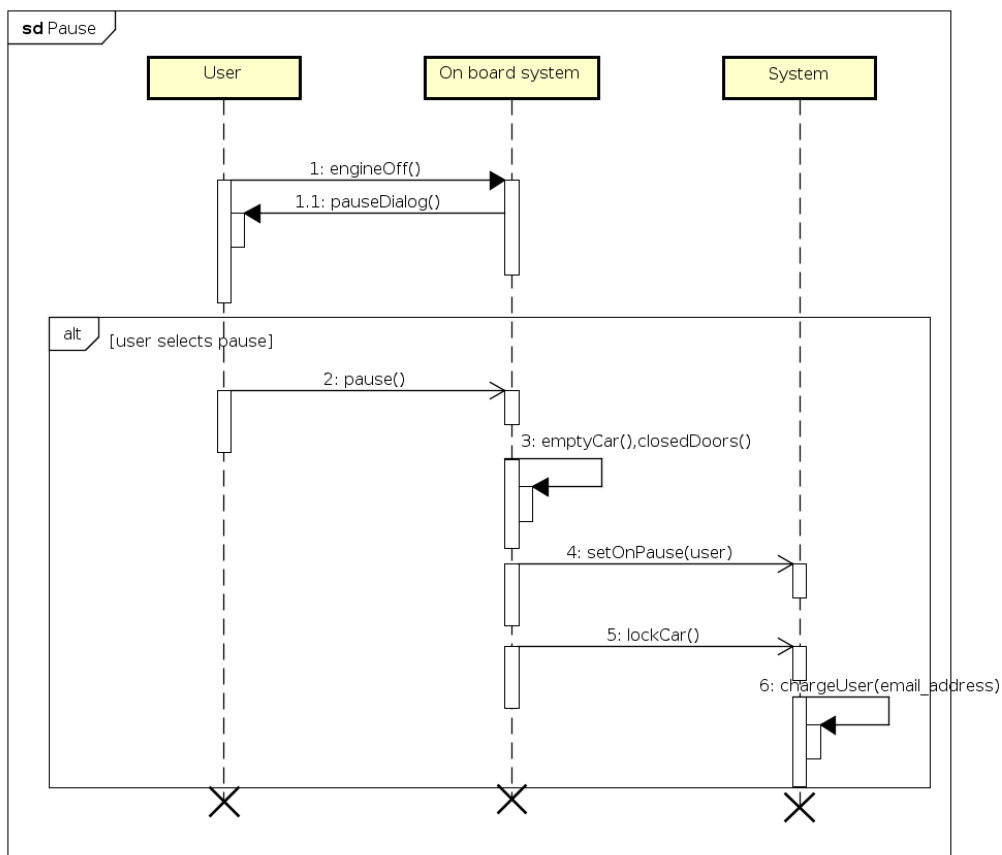 sd Pause
User
On board system
System
1: engineOff()
1.1: pauseDialog()
alt
[user selects pause]
2: pause()
3: emptyCar(),closedDoors()
4: setOnPause(user)
5: lockCar()
6: chargeUser(email_address)